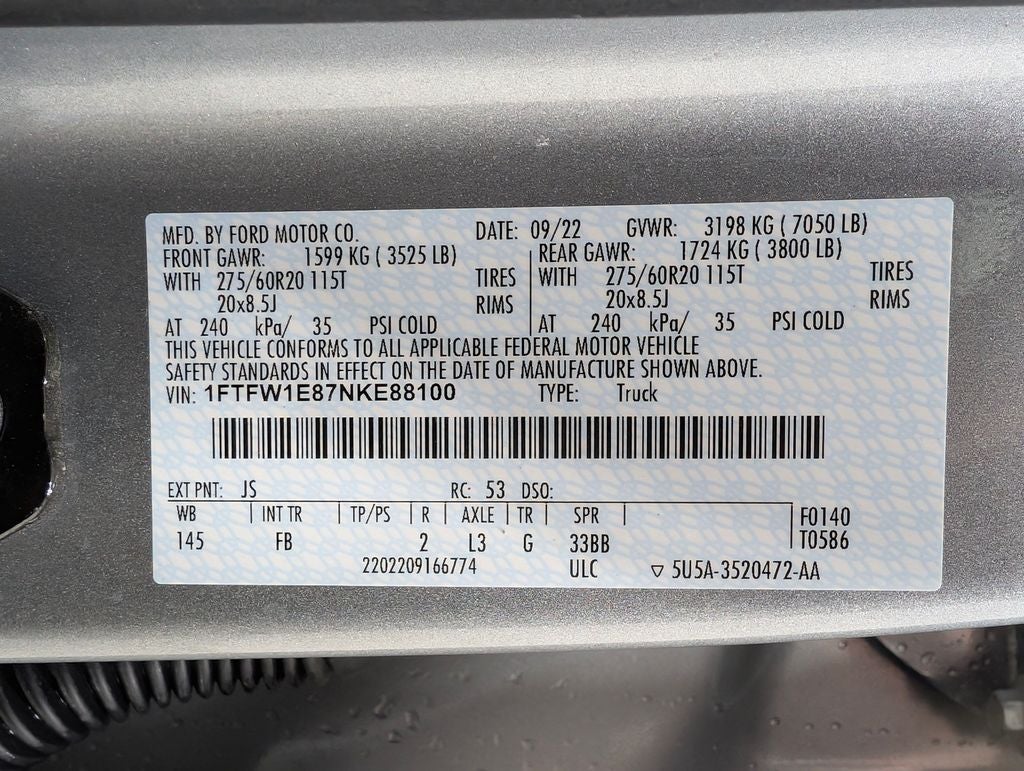 MFD. BY FORD MOTOR CO. DATE: 09/22 GVWR: 3198 KG ( 7050 LB)
FRONT GAWR: 1599 KG ( 3525 LB) REAR GAWR: 1724 KG ( 3800 LB)
WITH 275/60R20 115T TIRES WITH 275/60R20 115T TIRES
20x8.5J RIMS 20x8.5J RIMS
AT 240 kPa/ 35 PSI COLD AT 240 kPa/ 35 PSI COLD
THIS VEHICLE CONFORMS TO ALL APPLICABLE FEDERAL MOTOR VEHICLE
SAFETY STANDARDS IN EFFECT ON THE DATE OF MANUFACTURE SHOWN ABOVE.
VIN: 1FTFW1E87NKE88100 TYPE: Truck
EXT PNT: JS RC: 53 DSO:
WB INT TR TP/PS R AXLE TR SPR F0140
145 FB 2 L3 G 33BB T0586
2202209166774 ULC ▽ 5U5A-3520472-AA